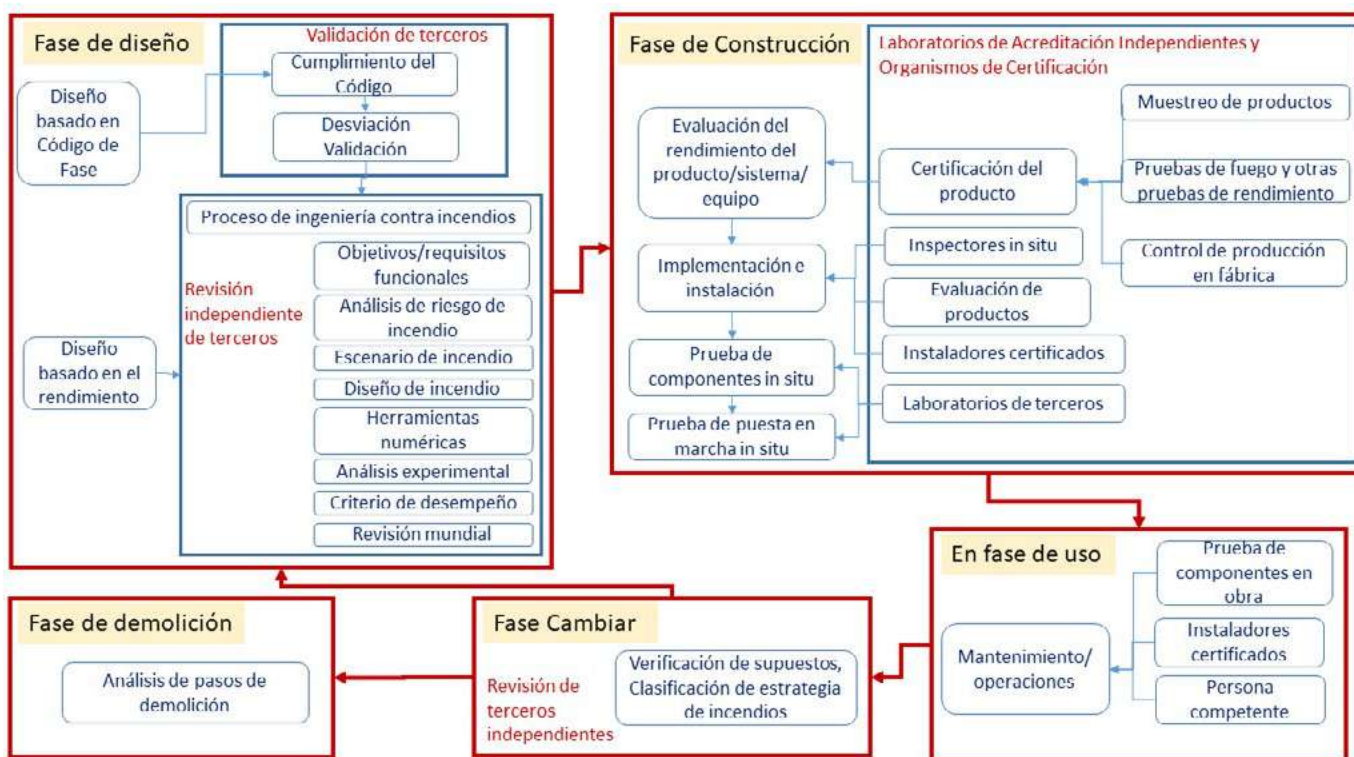 Fase de diseño
Validación de terceros
Cumplimiento del
Código
Diseño
basado en
Código de
Fase
Desviación
Validación
Proceso de ingeniería contra incendios
Objetivos/requisitos
funcionales
Revisión
independiente
de terceros
Análisis de riesgo de
incendio
Escenario de incendio
Diseño
basado en el
rendimiento
Diseño de incendio
Herramientas
numéricas
Análisis experimental
Criterio de desempeño
Revisión mundial
Fase de Construcción
Laboratorios de Acreditación Independientes y
Organismos de Certificación
Evaluación del
rendimiento del
producto/sistema/
equipo
Certificación del
producto
Muestreo de productos
Pruebas de fuego y otras
pruebas de rendimiento
Control de producción
en fábrica
Implementación e
instalación
Inspectores in situ
Evaluación de
productos
Instaladores certificados
Prueba de
componentes in situ
Laboratorios de terceros
Prueba de puesta en
marcha in situ
En fase de uso
Mantenimiento/
operaciones
Prueba de
componentes en
obra
Instaladores
certificados
Persona
competente
Fase Cambiar
Revisión de
terceros
independientes
Verificación de supuestos,
Clasificación de estrategia
de incendios
Fase de demolición
Análisis de pasos de
demolición